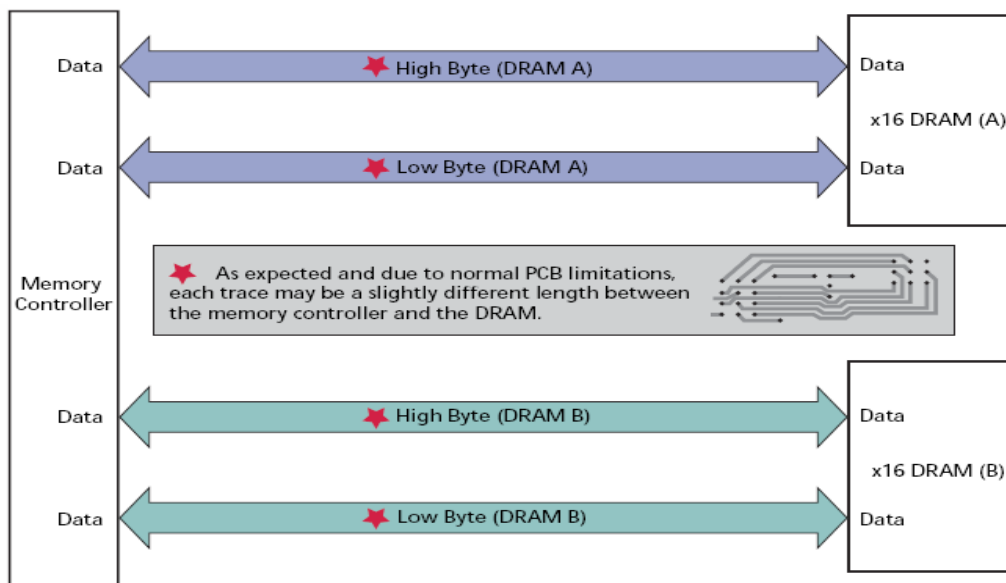 Data
High Byte (DRAM A)
Data
x16 DRAM (A)
Data
Low Byte (DRAM A)
Data
Memory
Controller
As expected and due to normal PCB limitations,
each trace may be a slightly different length between
the memory controller and the DRAM.
Data
High Byte (DRAM B)
Data
x16 DRAM (B)
Data
Low Byte (DRAM B)
Data